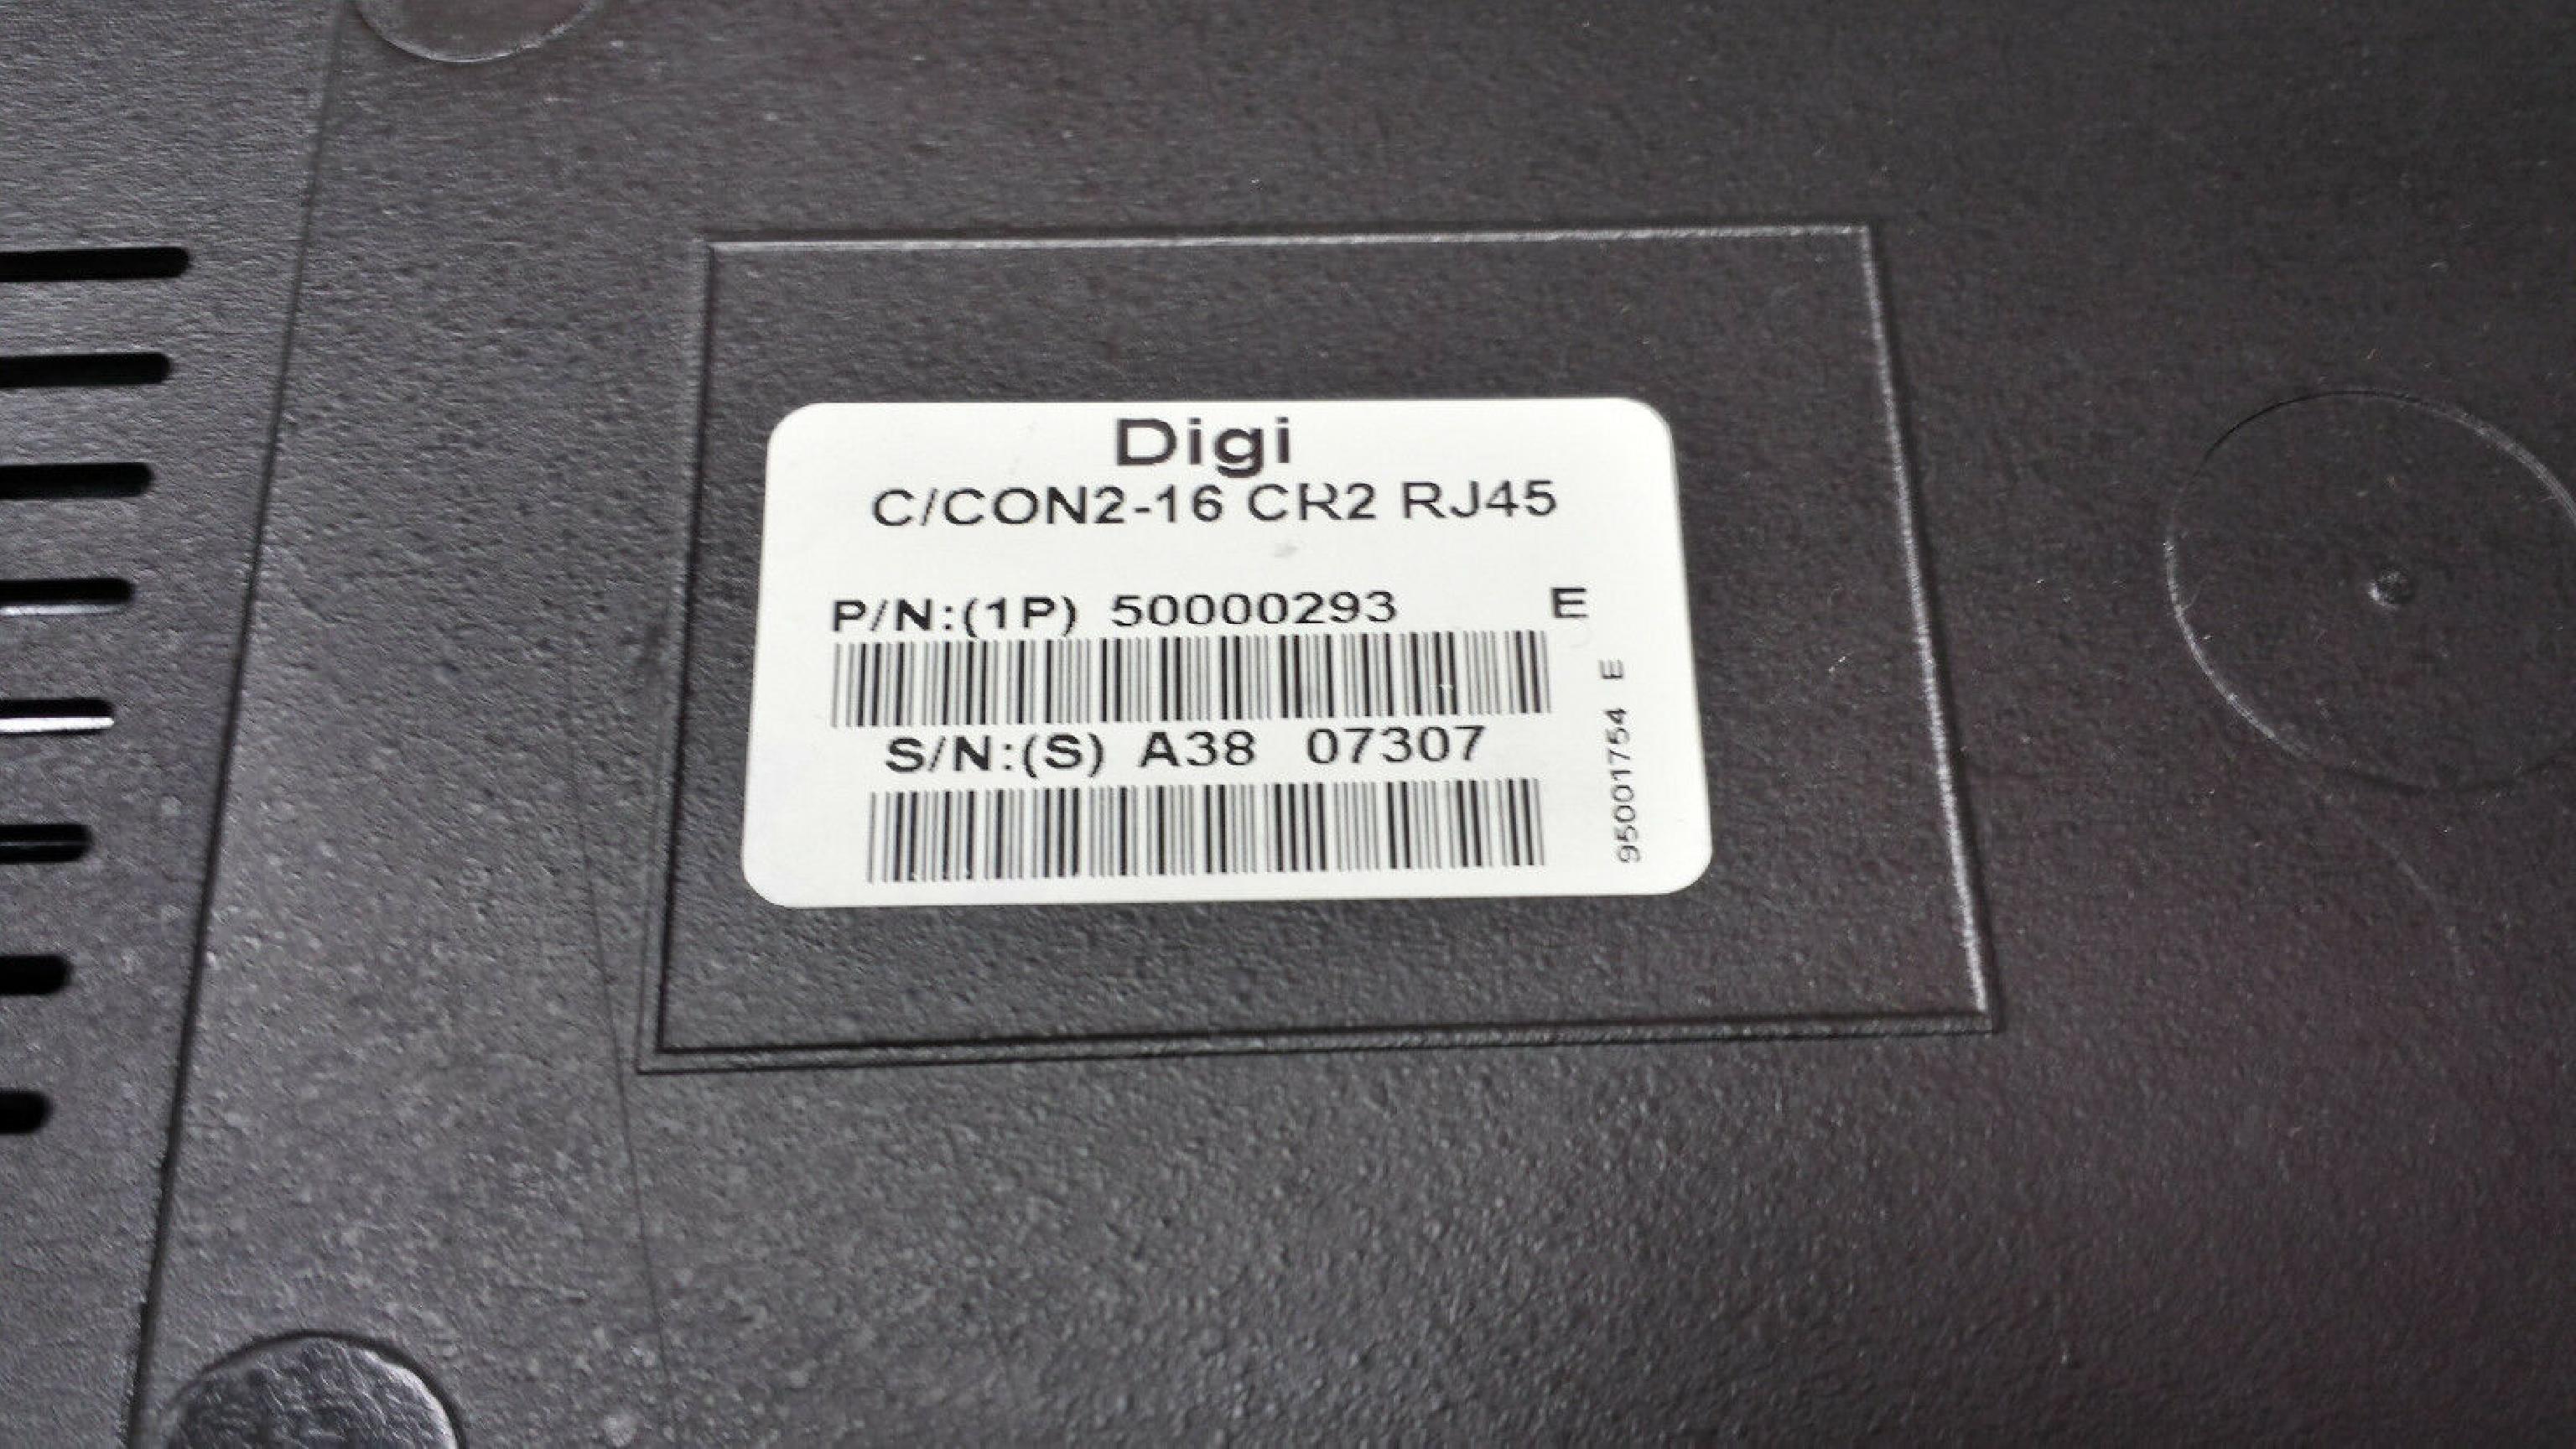 Digi
C/CON2-16 CR2 RJ45
P/N:(1P) 50000293 E
S/N:(S) A38 07307
95001754 E